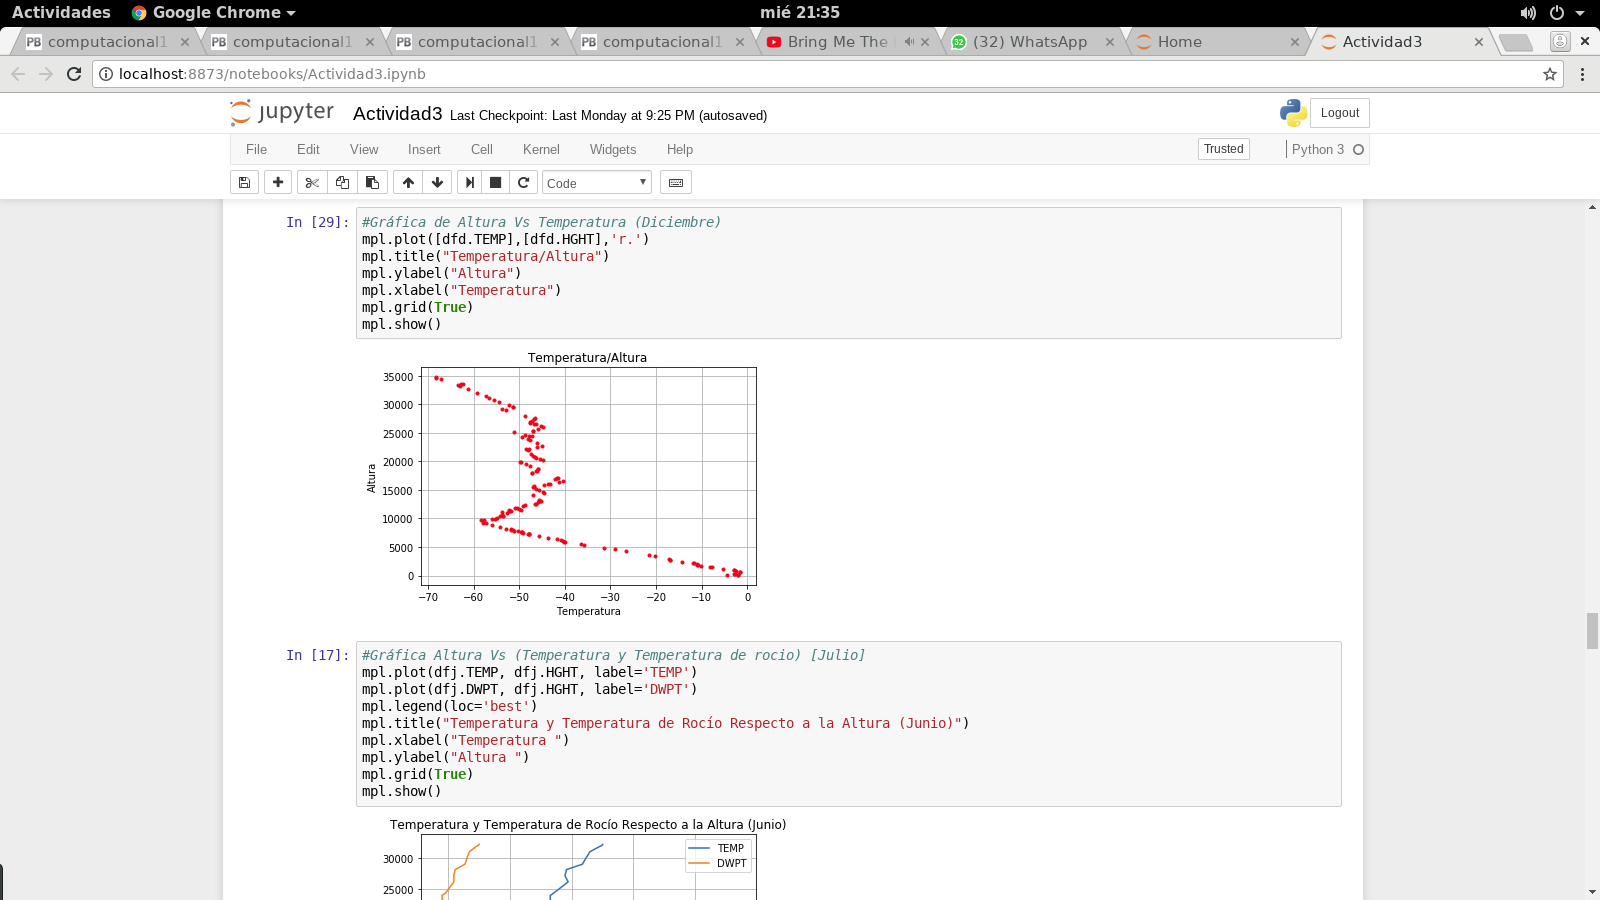 Actividades Google Chrome mié 21:35
PB computacional1 PB computacional1 PB computacional1 PB computacional1 Bring Me The 32 (32) WhatsApp Home Actividad3
localhost:8873/notebooks/Actividad3.ipynb
jupyter Actividad3 Last Checkpoint: Last Monday at 9:25 PM (autosaved) Logout
File Edit View Insert Cell Kernel Widgets Help Trusted Python 3
Code
In [29]: #Gráfica de Altura Vs Temperatura (Diciembre)
mpl.plot([dfd.TEMP],[dfd.HGHT],'r.')
mpl.title("Temperatura/Altura")
mpl.ylabel("Altura")
mpl.xlabel("Temperatura")
mpl.grid(True)
mpl.show()
Temperatura/Altura
35000
30000
25000
20000
Altura
15000
10000
5000
0
−70 −60 −50 −40 −30 −20 −10 0
Temperatura
In [17]: #Gráfica Altura Vs (Temperatura y Temperatura de rocio) [Julio]
mpl.plot(dfj.TEMP, dfj.HGHT, label='TEMP')
mpl.plot(dfj.DWPT, dfj.HGHT, label='DWPT')
mpl.legend(loc='best')
mpl.title("Temperatura y Temperatura de Rocío Respecto a la Altura (Junio)")
mpl.xlabel("Temperatura ")
mpl.ylabel("Altura ")
mpl.grid(True)
mpl.show()
Temperatura y Temperatura de Rocío Respecto a la Altura (Junio)
TEMP
30000
DWPT
25000